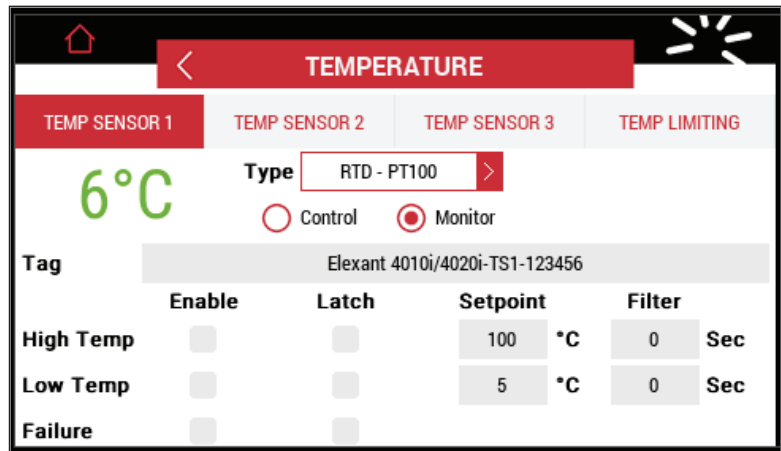 TEMPERATURE
TEMP SENSOR 1 TEMP SENSOR 2 TEMP SENSOR 3 TEMP LIMITING
6°C
Type RTD - PT100
Control Monitor
Tag Elexant 4010i/4020i-TS1-123456
Enable Latch Setpoint Filter
High Temp 100 °C 0 Sec
Low Temp 5 °C 0 Sec
Failure